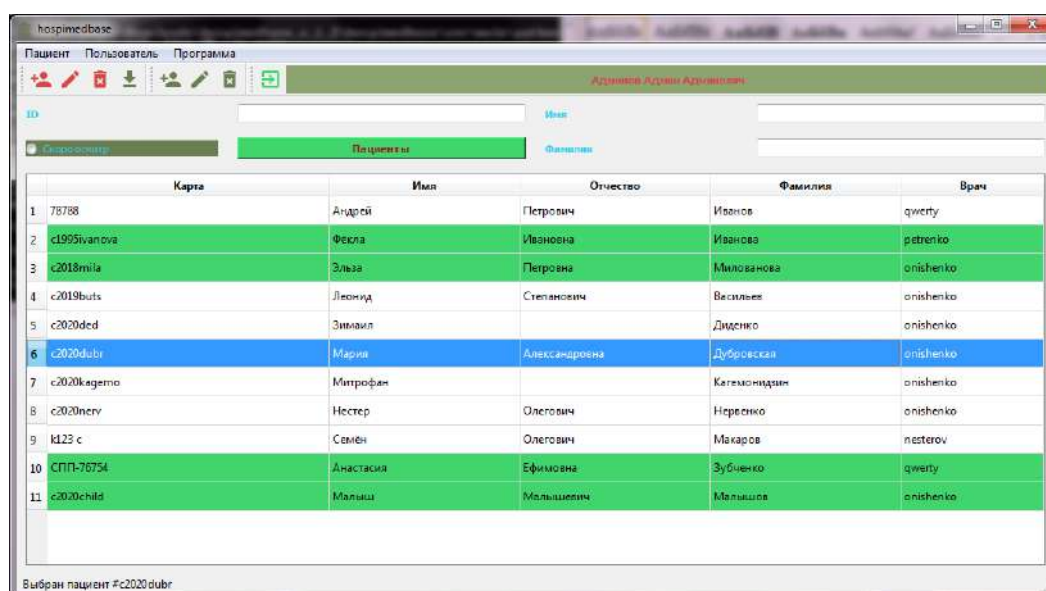 hospimedbase
Пациент Пользователь Программа
Админов Админ Админович
ID Имя
Скоро осмотр Пациенты Фамилия
Карта Имя Отчество Фамилия Врач
1 78788 Андрей Петрович Иванов qwerty
2 c1995ivanova Фекла Ивановна Иванова petrenko
3 c2018mila Эльза Петровна Милованова onishenko
4 c2019buts Леонид Степанович Васильев onishenko
5 c2020ded Зимаил Диденко onishenko
6 c2020dubr Мария Александровна Дубровская onishenko
7 c2020kagemo Митрофан Кагемонидзин onishenko
8 c2020nerv Нестер Олегович Нервенко onishenko
9 k123 c Семён Олегович Макаров nesterov
10 СПП-76754 Анастасия Ефимовна Зубченко qwerty
11 c2020child Малыш Малышевич Малышов onishenko
Выбран пациент #c2020dubr